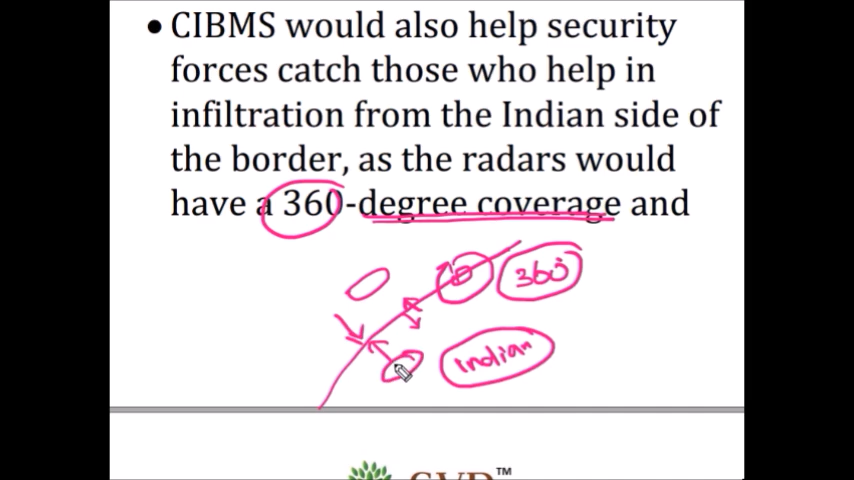 • CIBMS would also help security
forces catch those who help in
infiltration from the Indian side of
the border, as the radars would
have a 360-degree coverage and
360
indian
TM